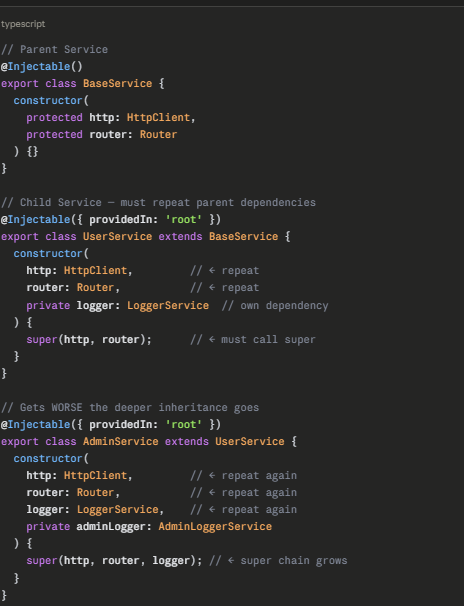 typescript
// Parent Service
@Injectable()
export class BaseService {
  constructor(
    protected http: HttpClient,
    protected router: Router
  ) {}
}
// Child Service — must repeat parent dependencies
@Injectable({ providedIn: 'root' })
export class UserService extends BaseService {
  constructor(
    http: HttpClient,         // ← repeat
    router: Router,           // ← repeat
    private logger: LoggerService  // own dependency
  ) {
    super(http, router);      // ← must call super
  }
}
// Gets WORSE the deeper inheritance goes
@Injectable({ providedIn: 'root' })
export class AdminService extends UserService {
  constructor(
    http: HttpClient,         // ← repeat again
    router: Router,           // ← repeat again
    logger: LoggerService,    // ← repeat again
    private adminLogger: AdminLoggerService
  ) {
    super(http, router, logger); // ← super chain grows
  }
}